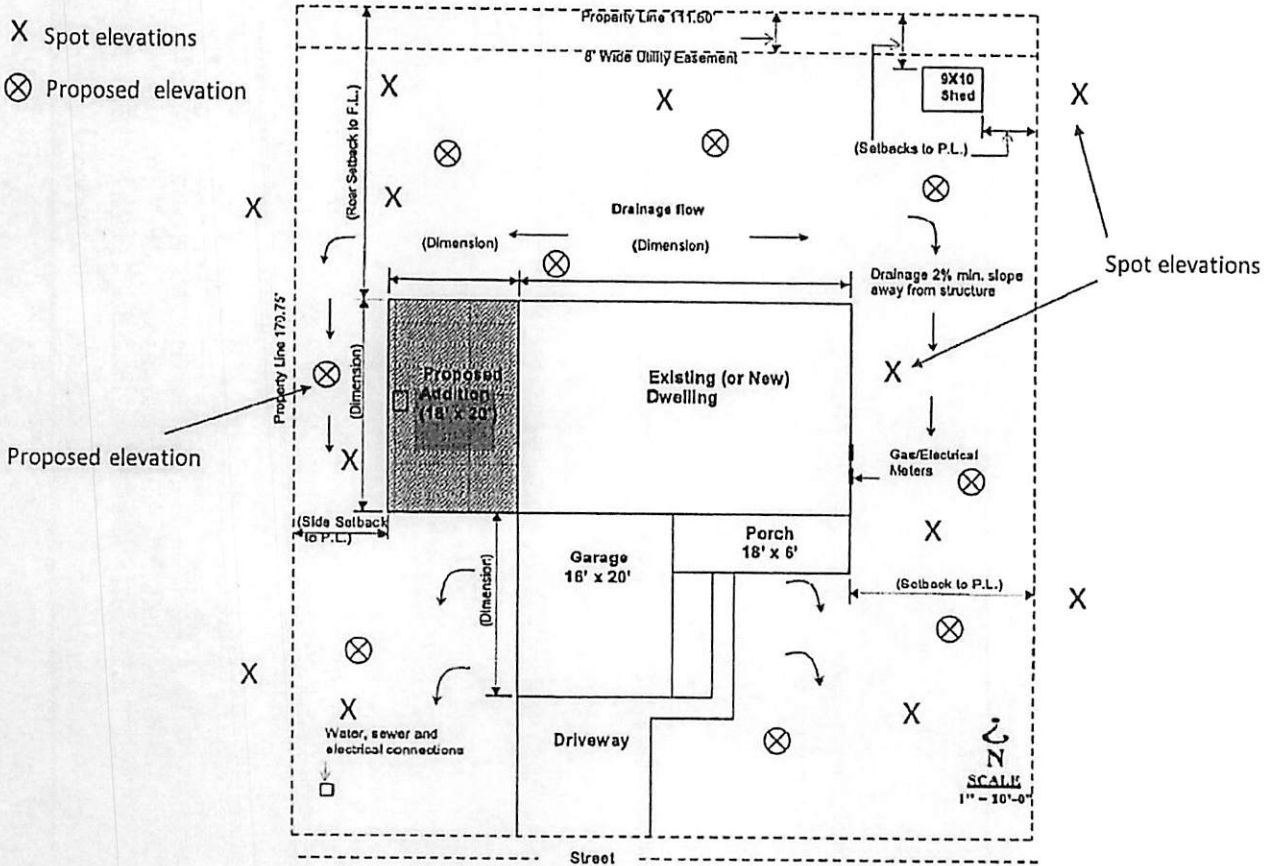 X Spot elevations
Proposed elevation
Property Line 111.60'
8' Wide Utility Easement
9X10
Shed
(Setbacks to P.L.)
(Rear Setback to F.L.)
Drainage flow
(Dimension)
(Dimension)
Drainage 2% min. slope
away from structure
Spot elevations
Property Line 170.75'
(Dimension)
Proposed
Addition
(18' x 20')
Existing (or New)
Dwelling
Proposed elevation
Gas/Electrical
Meters
(Side Setback
to P.L.)
Garage
16' x 20'
Porch
18' x 6'
(Dimension)
(Setback to P.L.)
Water, sewer and
electrical connections
Driveway
N
SCALE
1" = 10'-0"
Street
X
X
X
X
X
X
X
X
X
X
X
X